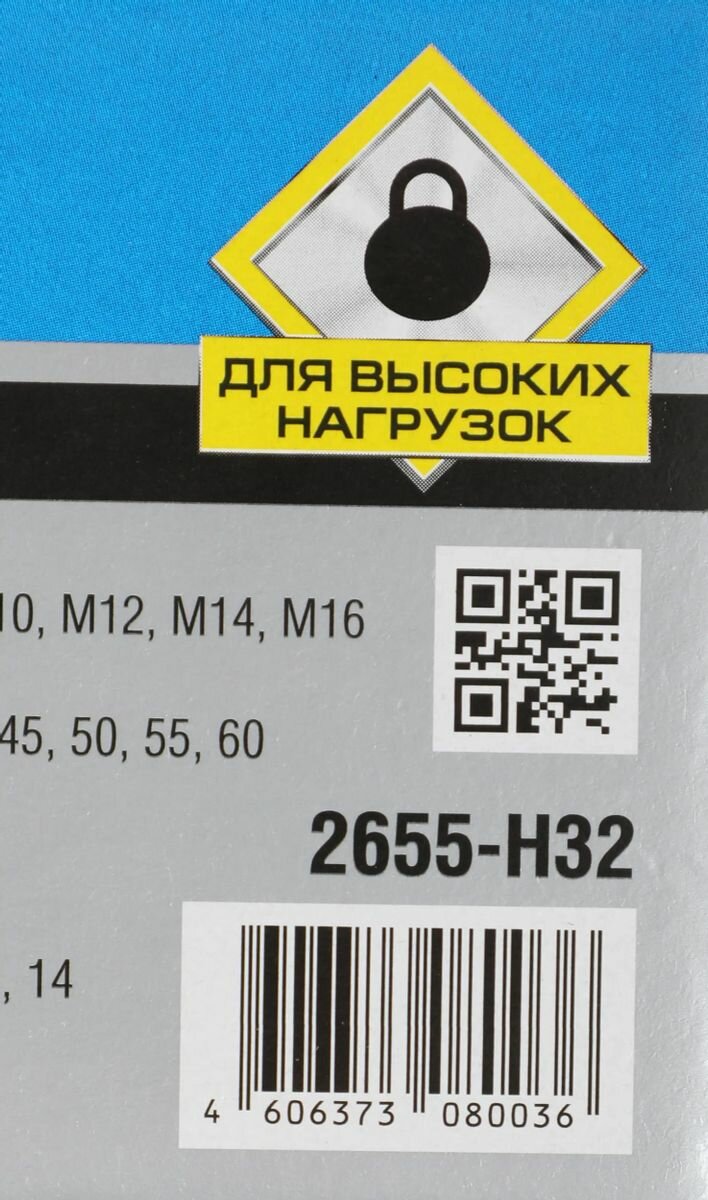 ДЛЯ ВЫСОКИХ
НАГРУЗОК
10, M12, M14, M16
45, 50, 55, 60
2655-H32
, 14
4 606373 080036